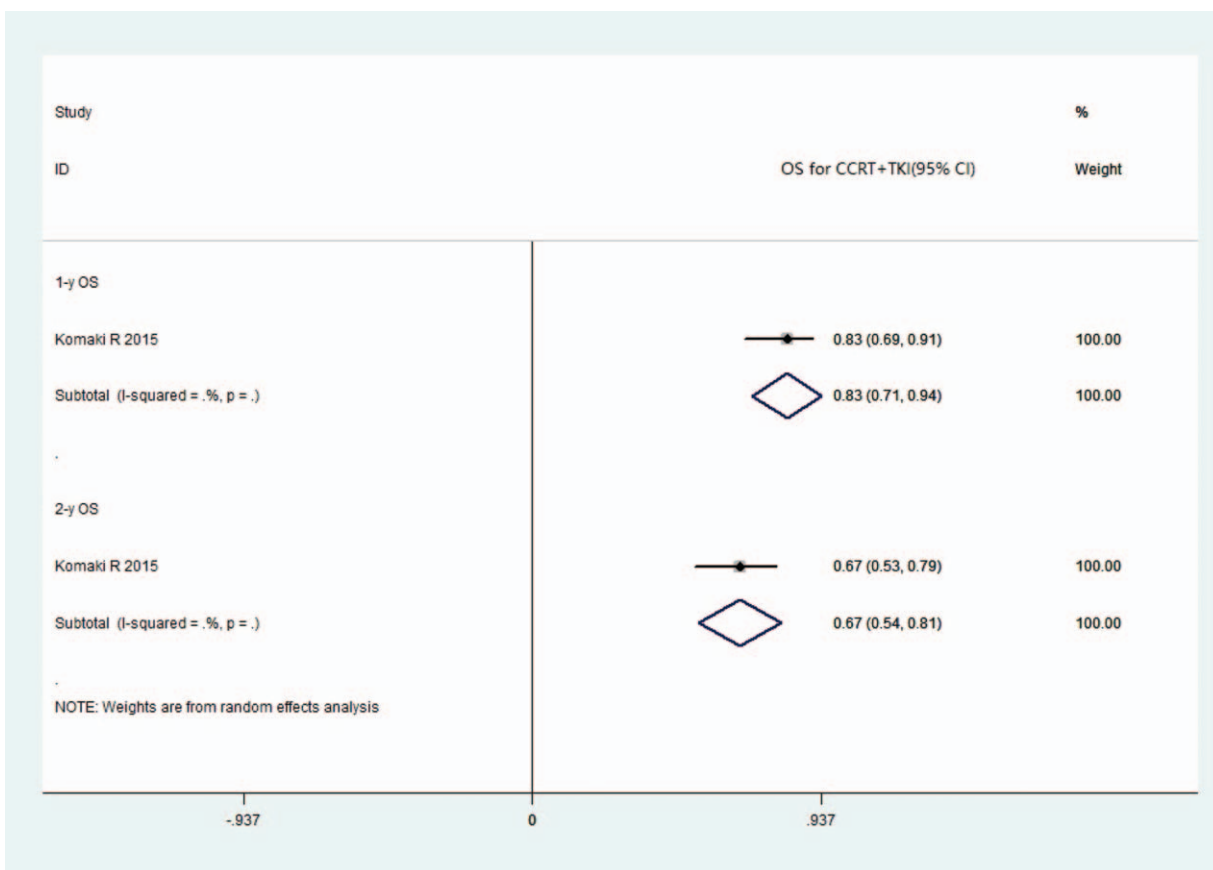 Study %
ID OS for CCRT+TKI(95% CI) Weight
1-y OS
Komaki R 2015 0.83 (0.69, 0.91) 100.00
Subtotal (I-squared = .%, p = .) 0.83 (0.71, 0.94) 100.00
.
2-y OS
Komaki R 2015 0.67 (0.53, 0.79) 100.00
Subtotal (I-squared = .%, p = .) 0.67 (0.54, 0.81) 100.00
.
NOTE: Weights are from random effects analysis
-.937 0 .937